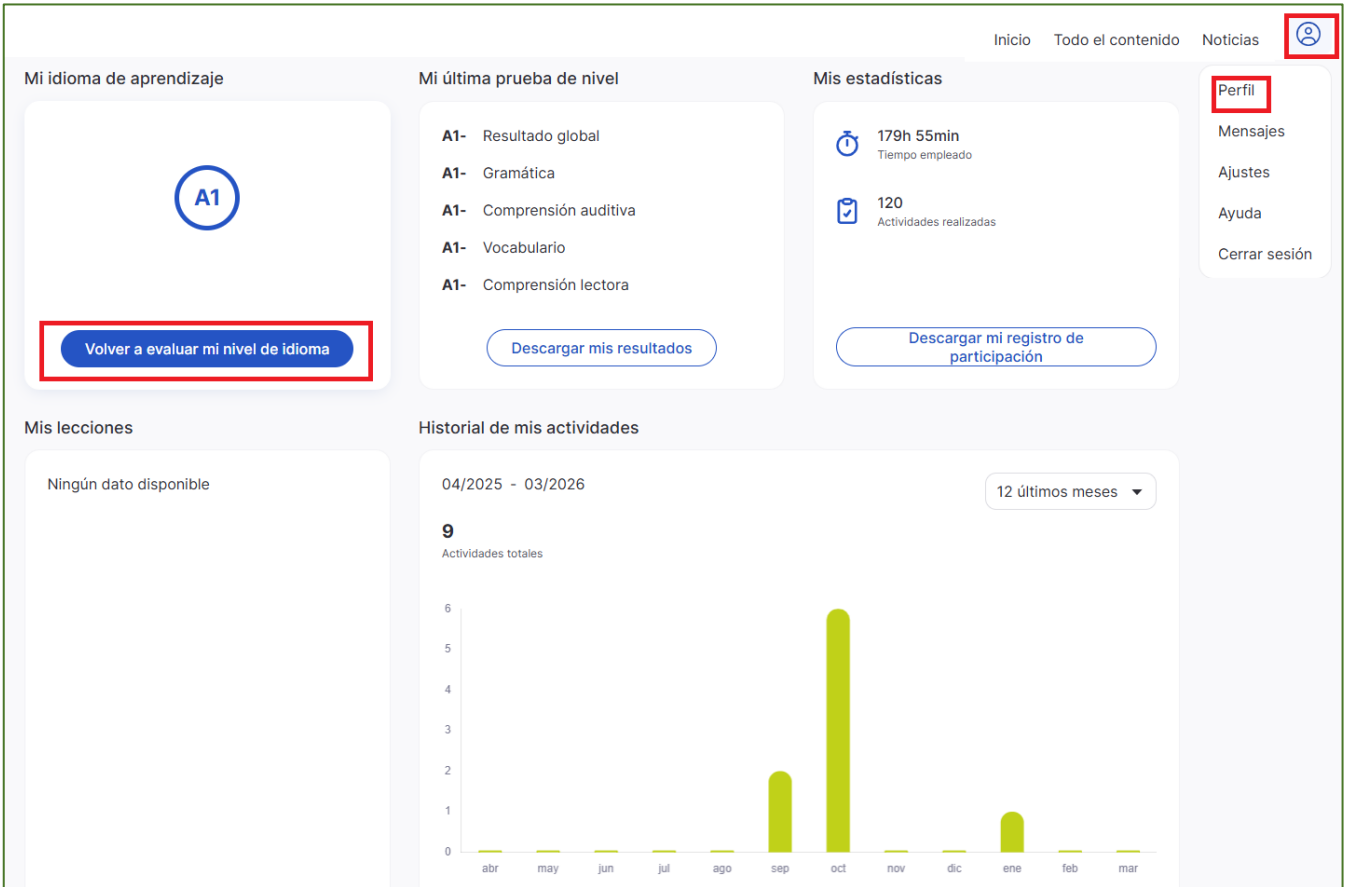 Inicio Todo el contenido Noticias
Perfil
Mensajes
Ajustes
Ayuda
Cerrar sesión
Mi idioma de aprendizaje
A1
Volver a evaluar mi nivel de idioma
Mi última prueba de nivel
A1- Resultado global
A1- Gramática
A1- Comprensión auditiva
A1- Vocabulario
A1- Comprensión lectora
Descargar mis resultados
Mis estadísticas
179h 55min
Tiempo empleado
120
Actividades realizadas
Descargar mi registro de
participación
Mis lecciones
Ningún dato disponible
Historial de mis actividades
04/2025 - 03/2026
12 últimos meses
9
Actividades totales
6
5
4
3
2
1
0
abr may jun jul ago sep oct nov dic ene feb mar